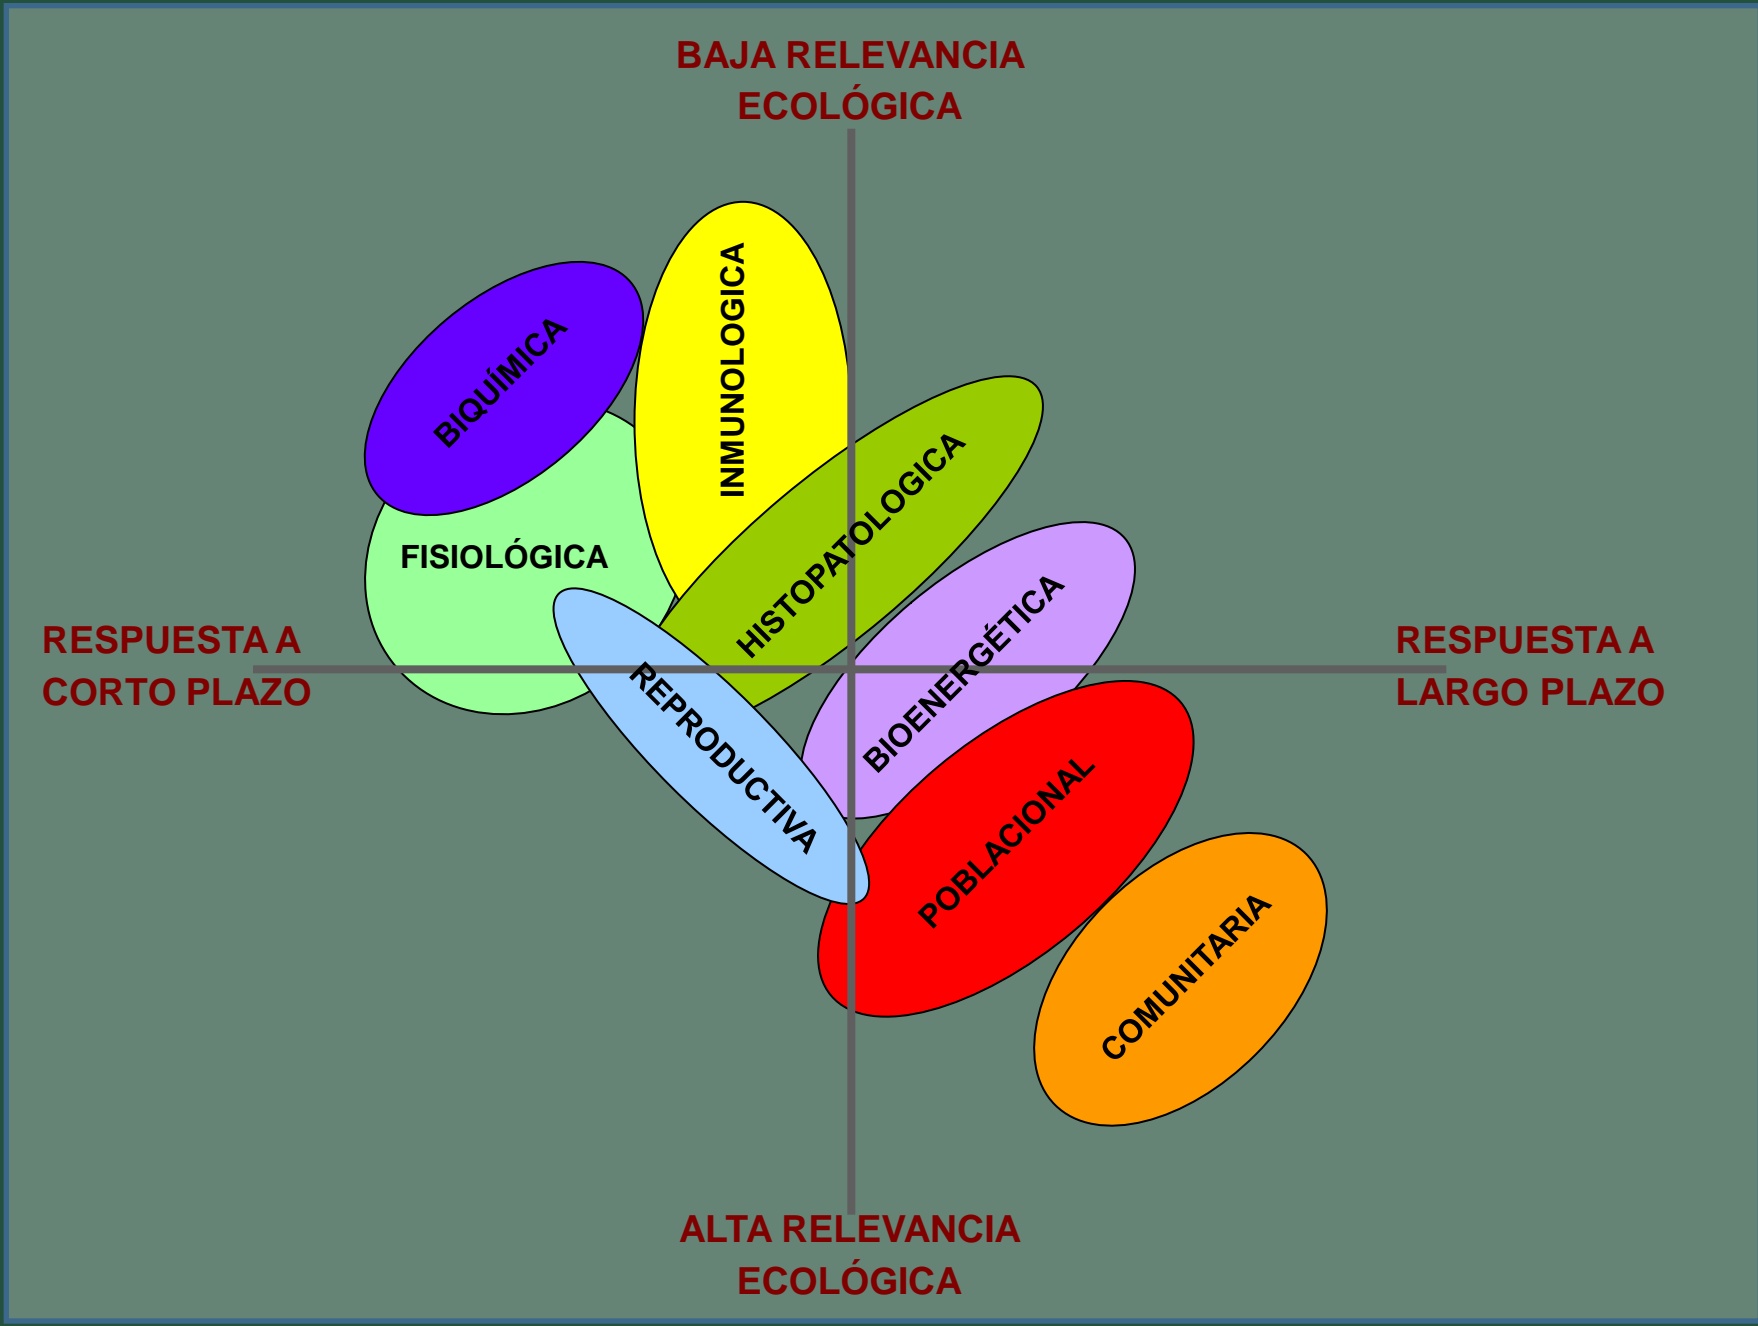 BAJA RELEVANCIA
ECOLÓGICA
INMUNOLOGICA
BIQUÍMICA
HISTOPATOLOGICA
FISIOLÓGICA
BIOENERGÉTICA
RESPUESTA A
CORTO PLAZO
RESPUESTA A
LARGO PLAZO
REPRODUCTIVA
POBLACIONAL
COMUNITARIA
ALTA RELEVANCIA
ECOLÓGICA